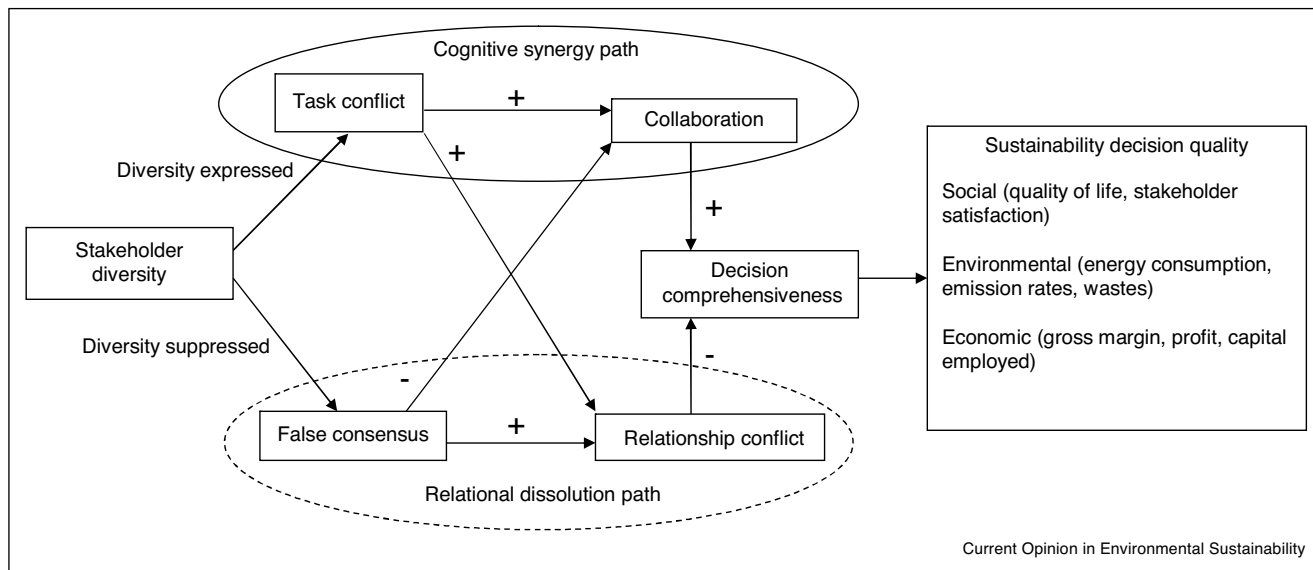 Cognitive synergy path
Task conflict
+
Collaboration
+
Diversity expressed
Stakeholder
diversity
Diversity suppressed
+
Decision
comprehensiveness
-
-
False consensus
+
Relationship conflict
Relational dissolution path
Sustainability decision quality
Social (quality of life, stakeholder
satisfaction)
Environmental (energy consumption,
emission rates, wastes)
Economic (gross margin, profit, capital
employed)
Current Opinion in Environmental Sustainability